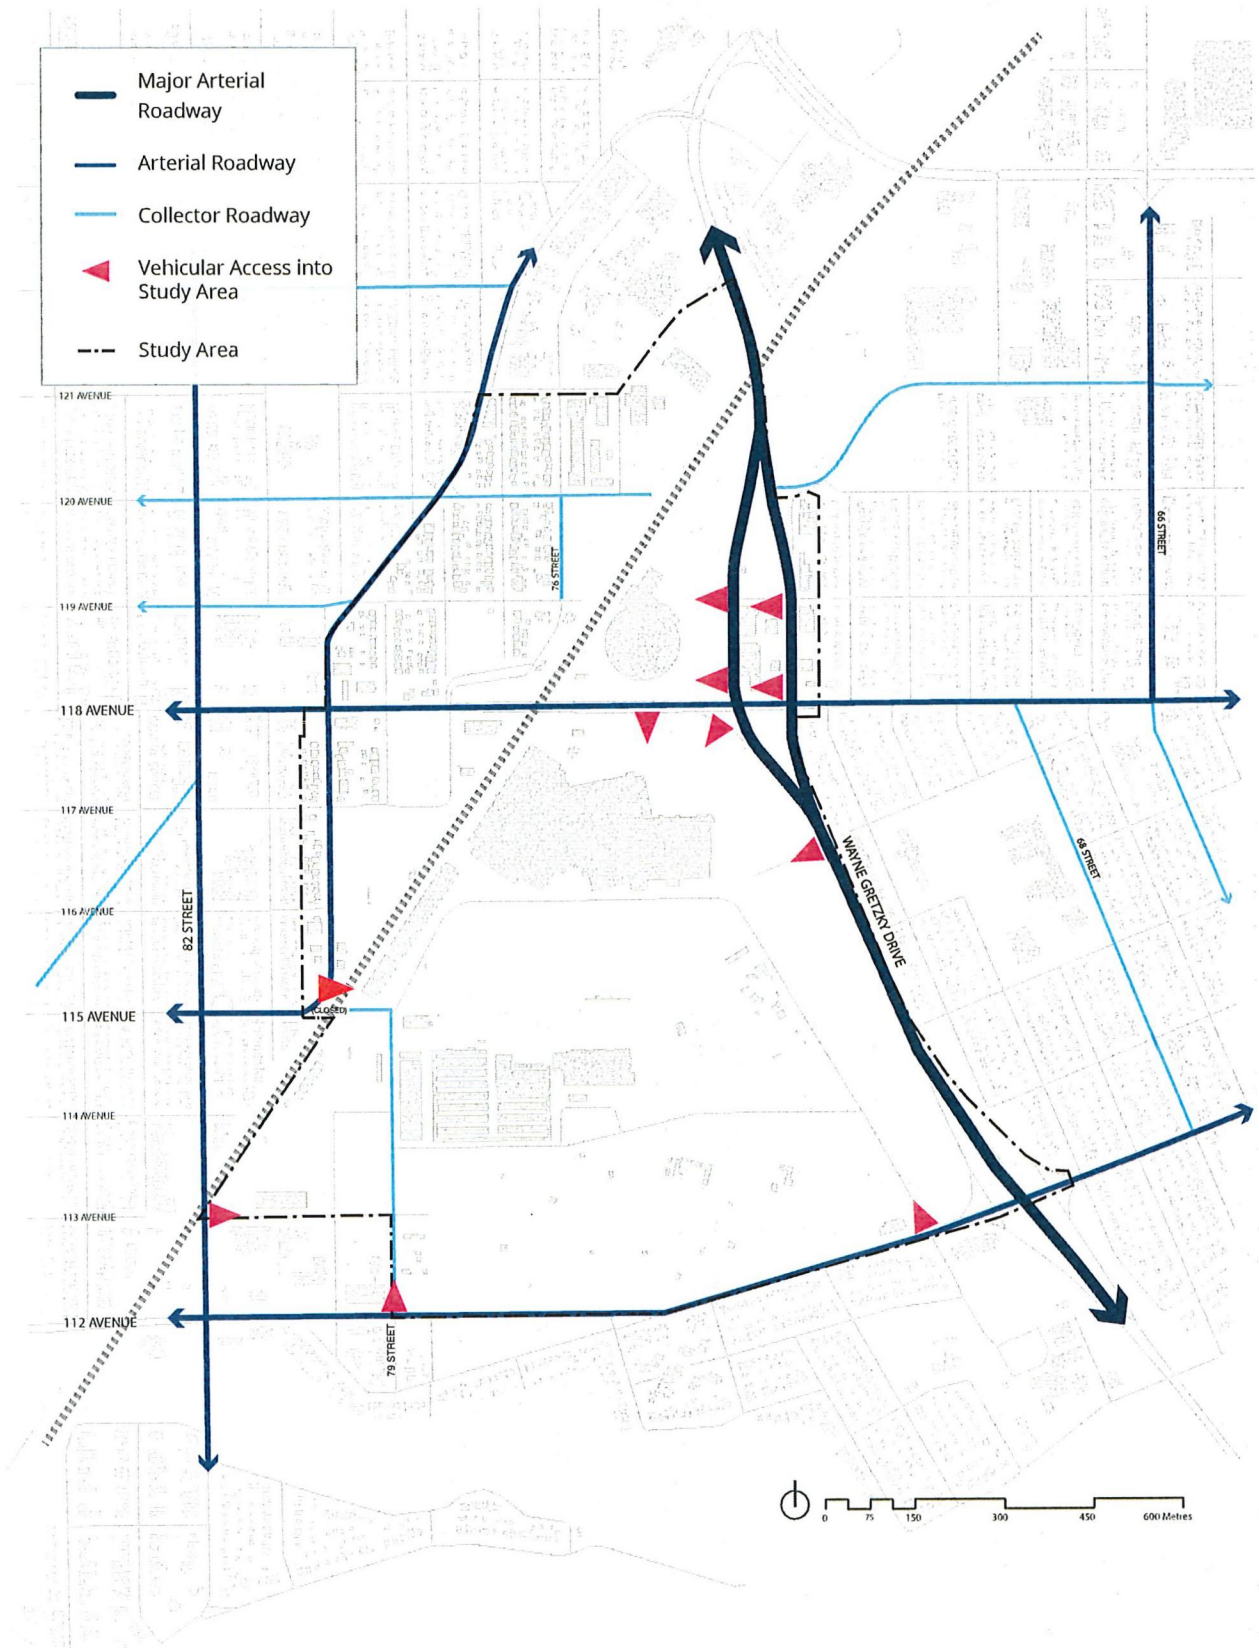 Major Arterial
Roadway
Arterial Roadway
Collector Roadway
Vehicular Access into
Study Area
Study Area
121 AVENUE
120 AVENUE
76 STREET
66 STREET
119 AVENUE
118 AVENUE
117 AVENUE
68 STREET
WAYNE GRETZKY DRIVE
82 STREET
116 AVENUE
115 AVENUE
(CLOSED)
114 AVENUE
113 AVENUE
112 AVENUE
79 STREET
0 75 150 300 450 600 Metres